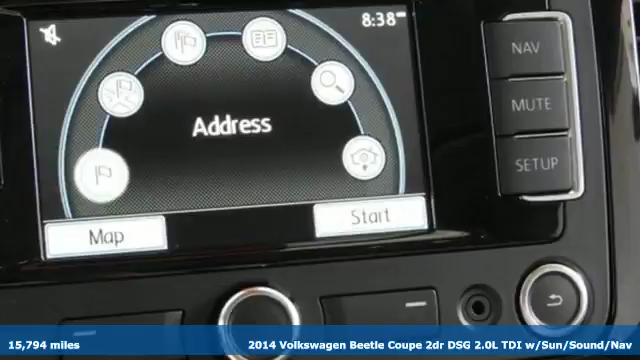 8:38
NAV
Address
MUTE
SETUP
Map
Start
15,794 miles
2014 Volkswagen Beetle Coupe 2dr DSG 2.0L TDI w/Sun/Sound/Nav